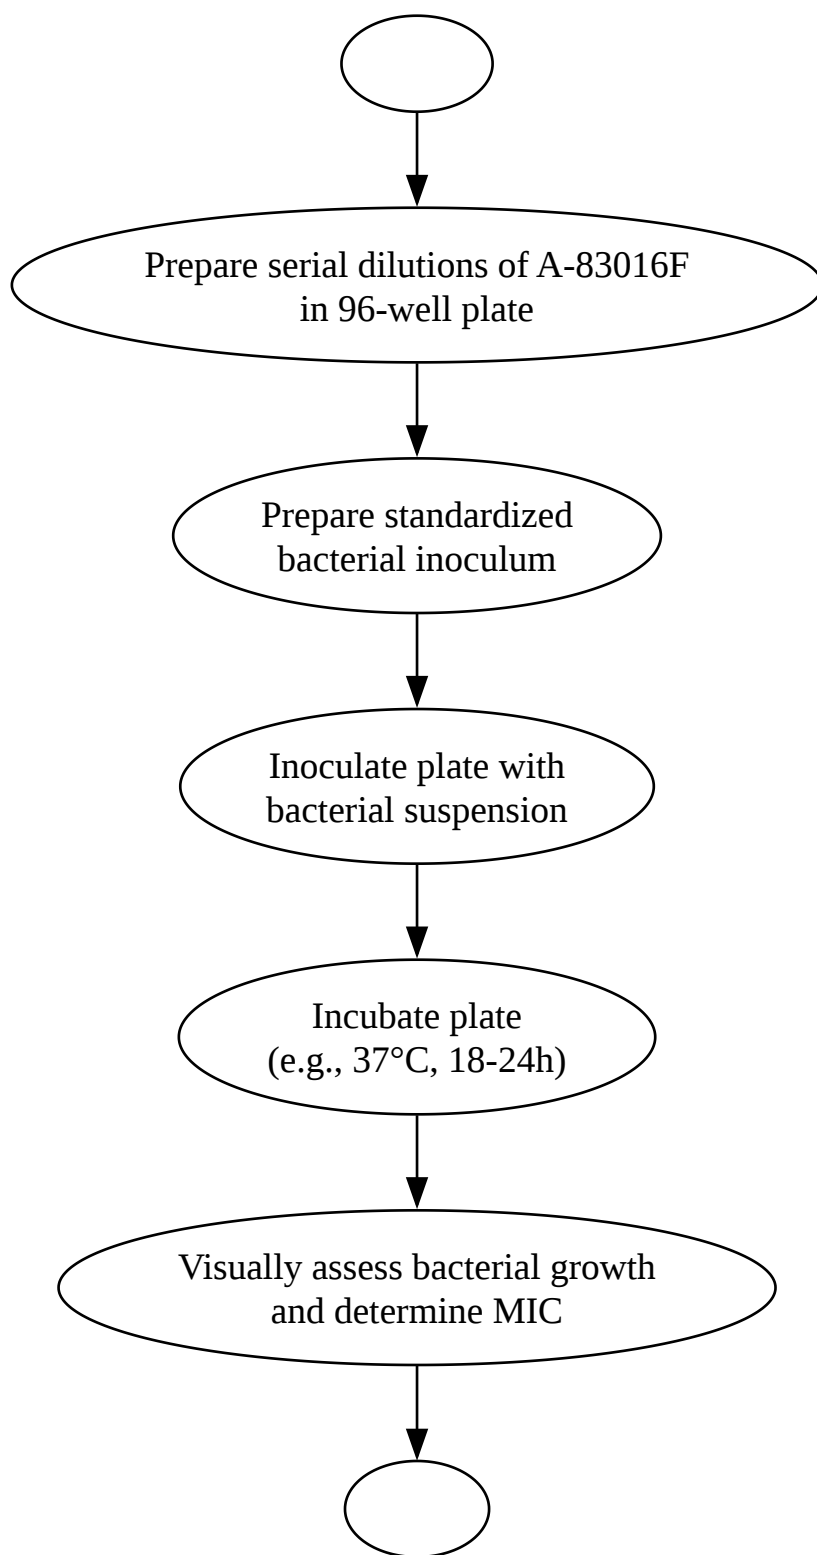 Prepare serial dilutions of A-83016F
in 96-well plate
Prepare standardized
bacterial inoculum
Inoculate plate with
bacterial suspension
Incubate plate
(e.g., 37°C, 18-24h)
Visually assess bacterial growth
and determine MIC